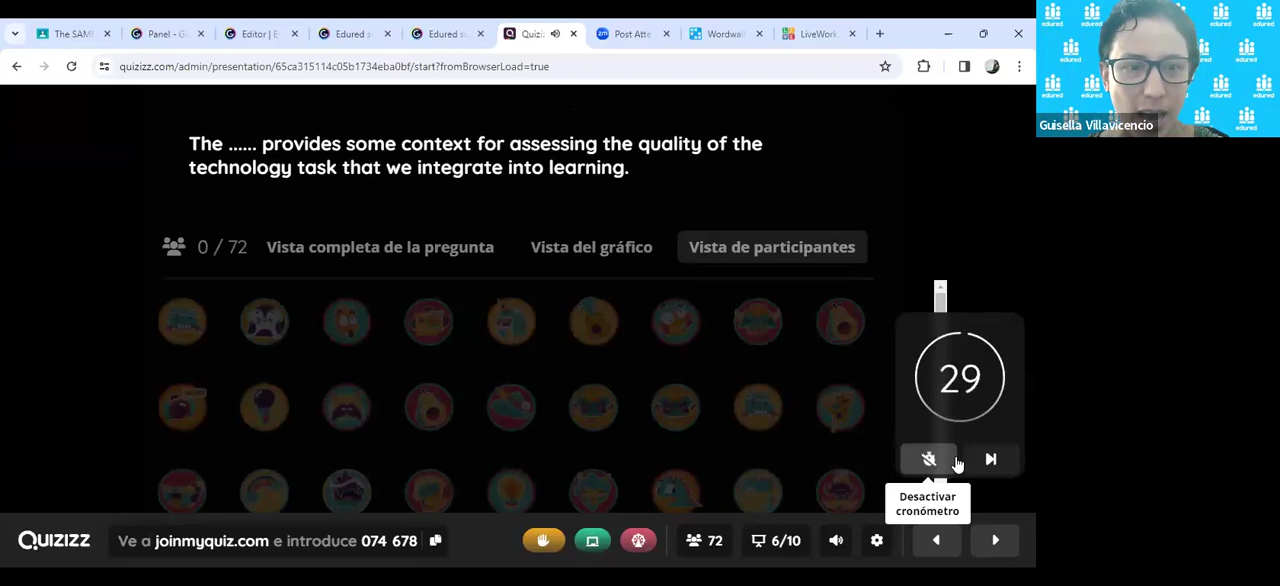 The SAM
Panel - G
Editor | E
Edured s
Edured s
Quizi
Post Atte
Wordwall
LiveWork
quizizz.com/admin/presentation/65ca315114c05b1734eba0bf/start?fromBrowserLoad=true
edured
Guisella Villavicencio
The ...... provides some context for assessing the quality of the
technology task that we integrate into learning.
0 / 72 Vista completa de la pregunta Vista del gráfico Vista de participantes
29
Desactivar
cronómetro
Quizizz Ve a joinmyquiz.com e introduce 074 678 72 6/10